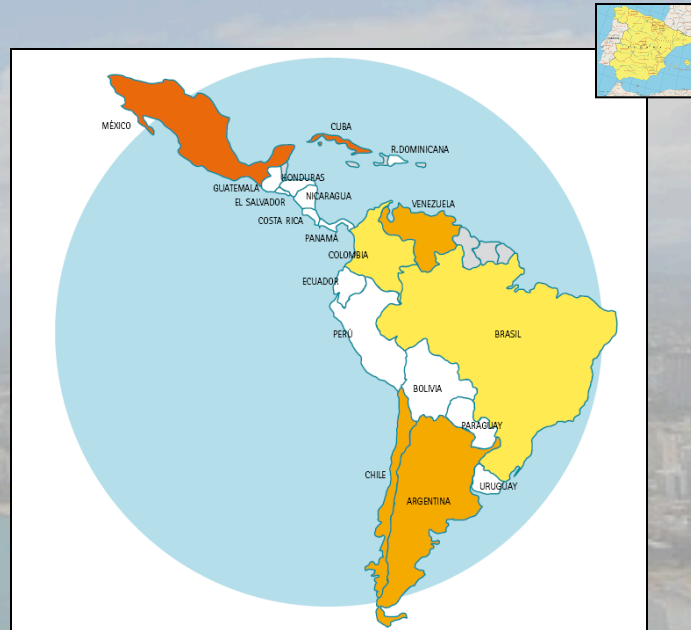 MÉXICO
CUBA
R.DOMINICANA
HONDURAS
GUATEMALA
NICARAGUA
EL SALVADOR
VENEZUELA
COSTA RICA
PANAMÁ
COLOMBIA
ECUADOR
PERÚ
BRASIL
BOLIVIA
PARAGUAY
CHILE
URUGUAY
ARGENTINA